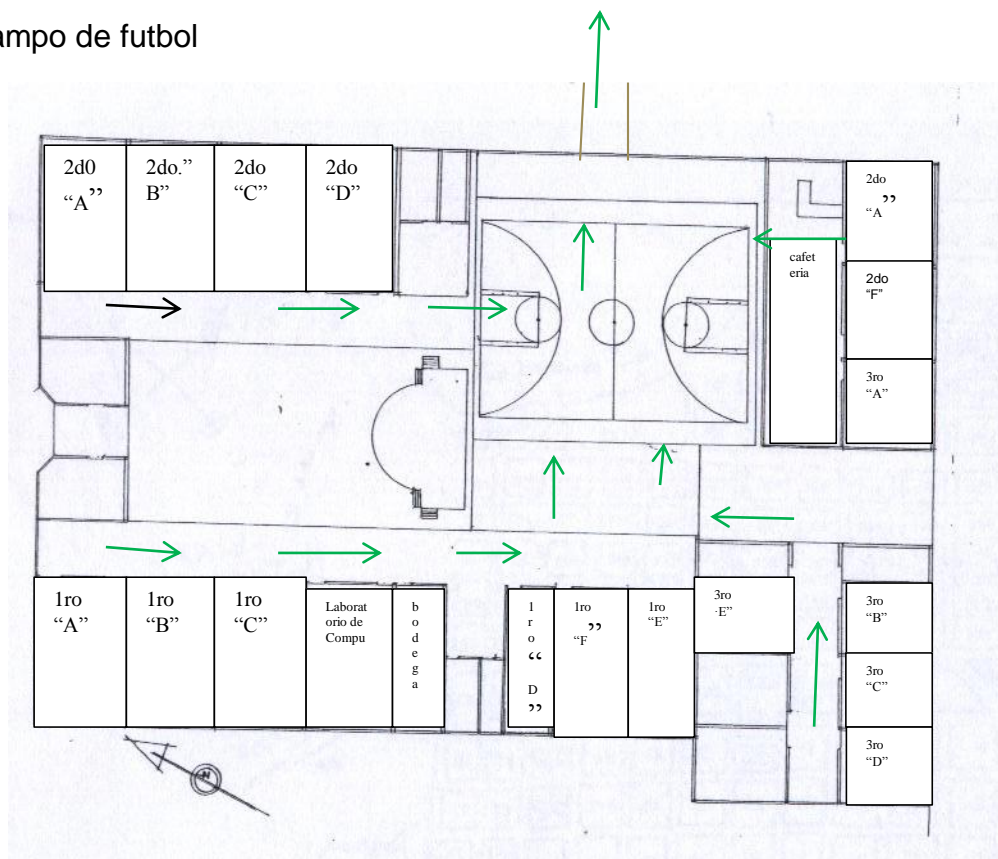 ampo de futbol
2d0
“A”
2do.”
B”
2do
“C”
2do
“D”
2do
“A”
cafet
eria
2do
“F”
3ro
“A”
1ro
“A”
1ro
“B”
1ro
“C”
Laborat
orio de
Compu
b
o
d
e
g
a
1
r
o
“
D
”
1ro
“F”
1ro
“E”
3ro
·E”
3ro
“B”
3ro
“C”
3ro
“D”
N